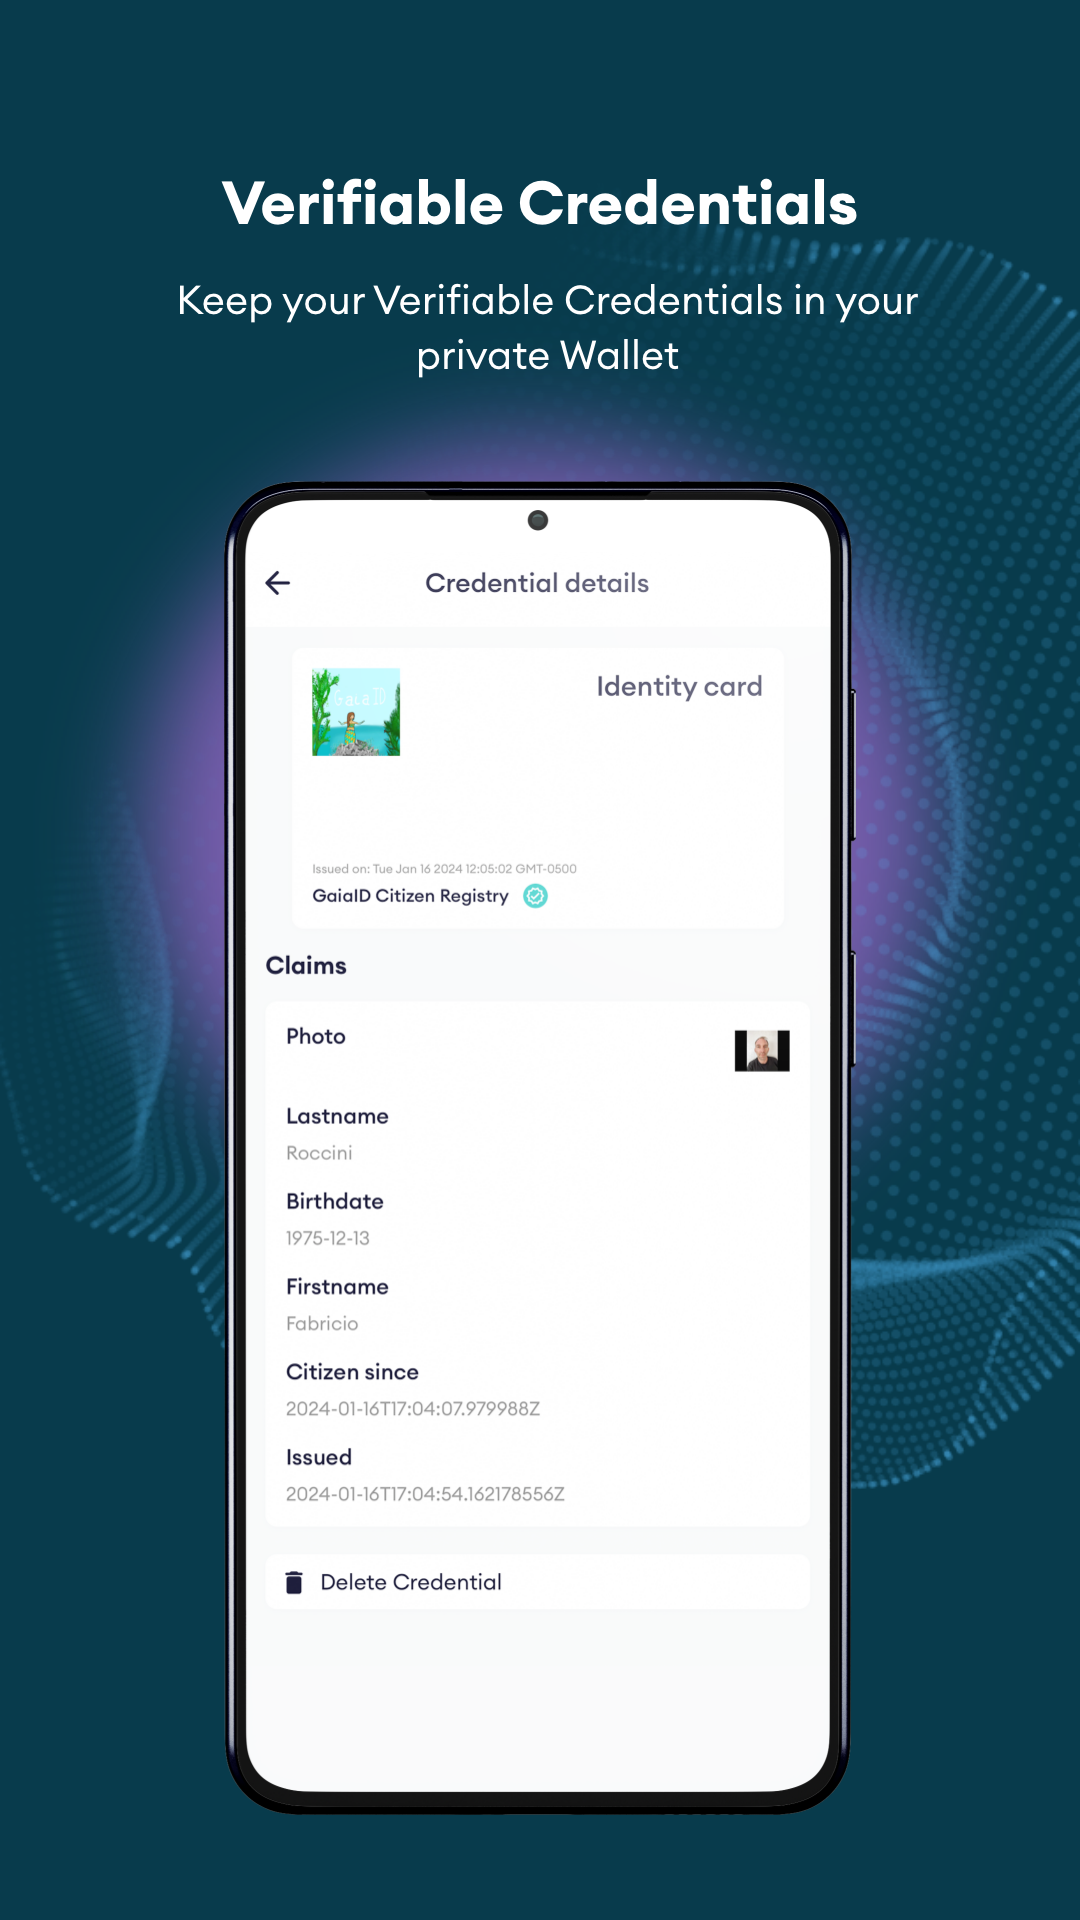 Verifiable Credentials
Keep your Verifiable Credentials in your
private Wallet
Credential details
Gaia ID
Identity card
Issued on: Tue Jan 16 2024 12:05:02 GMT-0500
GaiaID Citizen Registry
Claims
Photo
Lastname
Roccini
Birthdate
1975-12-13
Firstname
Fabricio
Citizen since
2024-01-16T17:04:07.979988Z
Issued
2024-01-16T17:04:54.162178556Z
Delete Credential